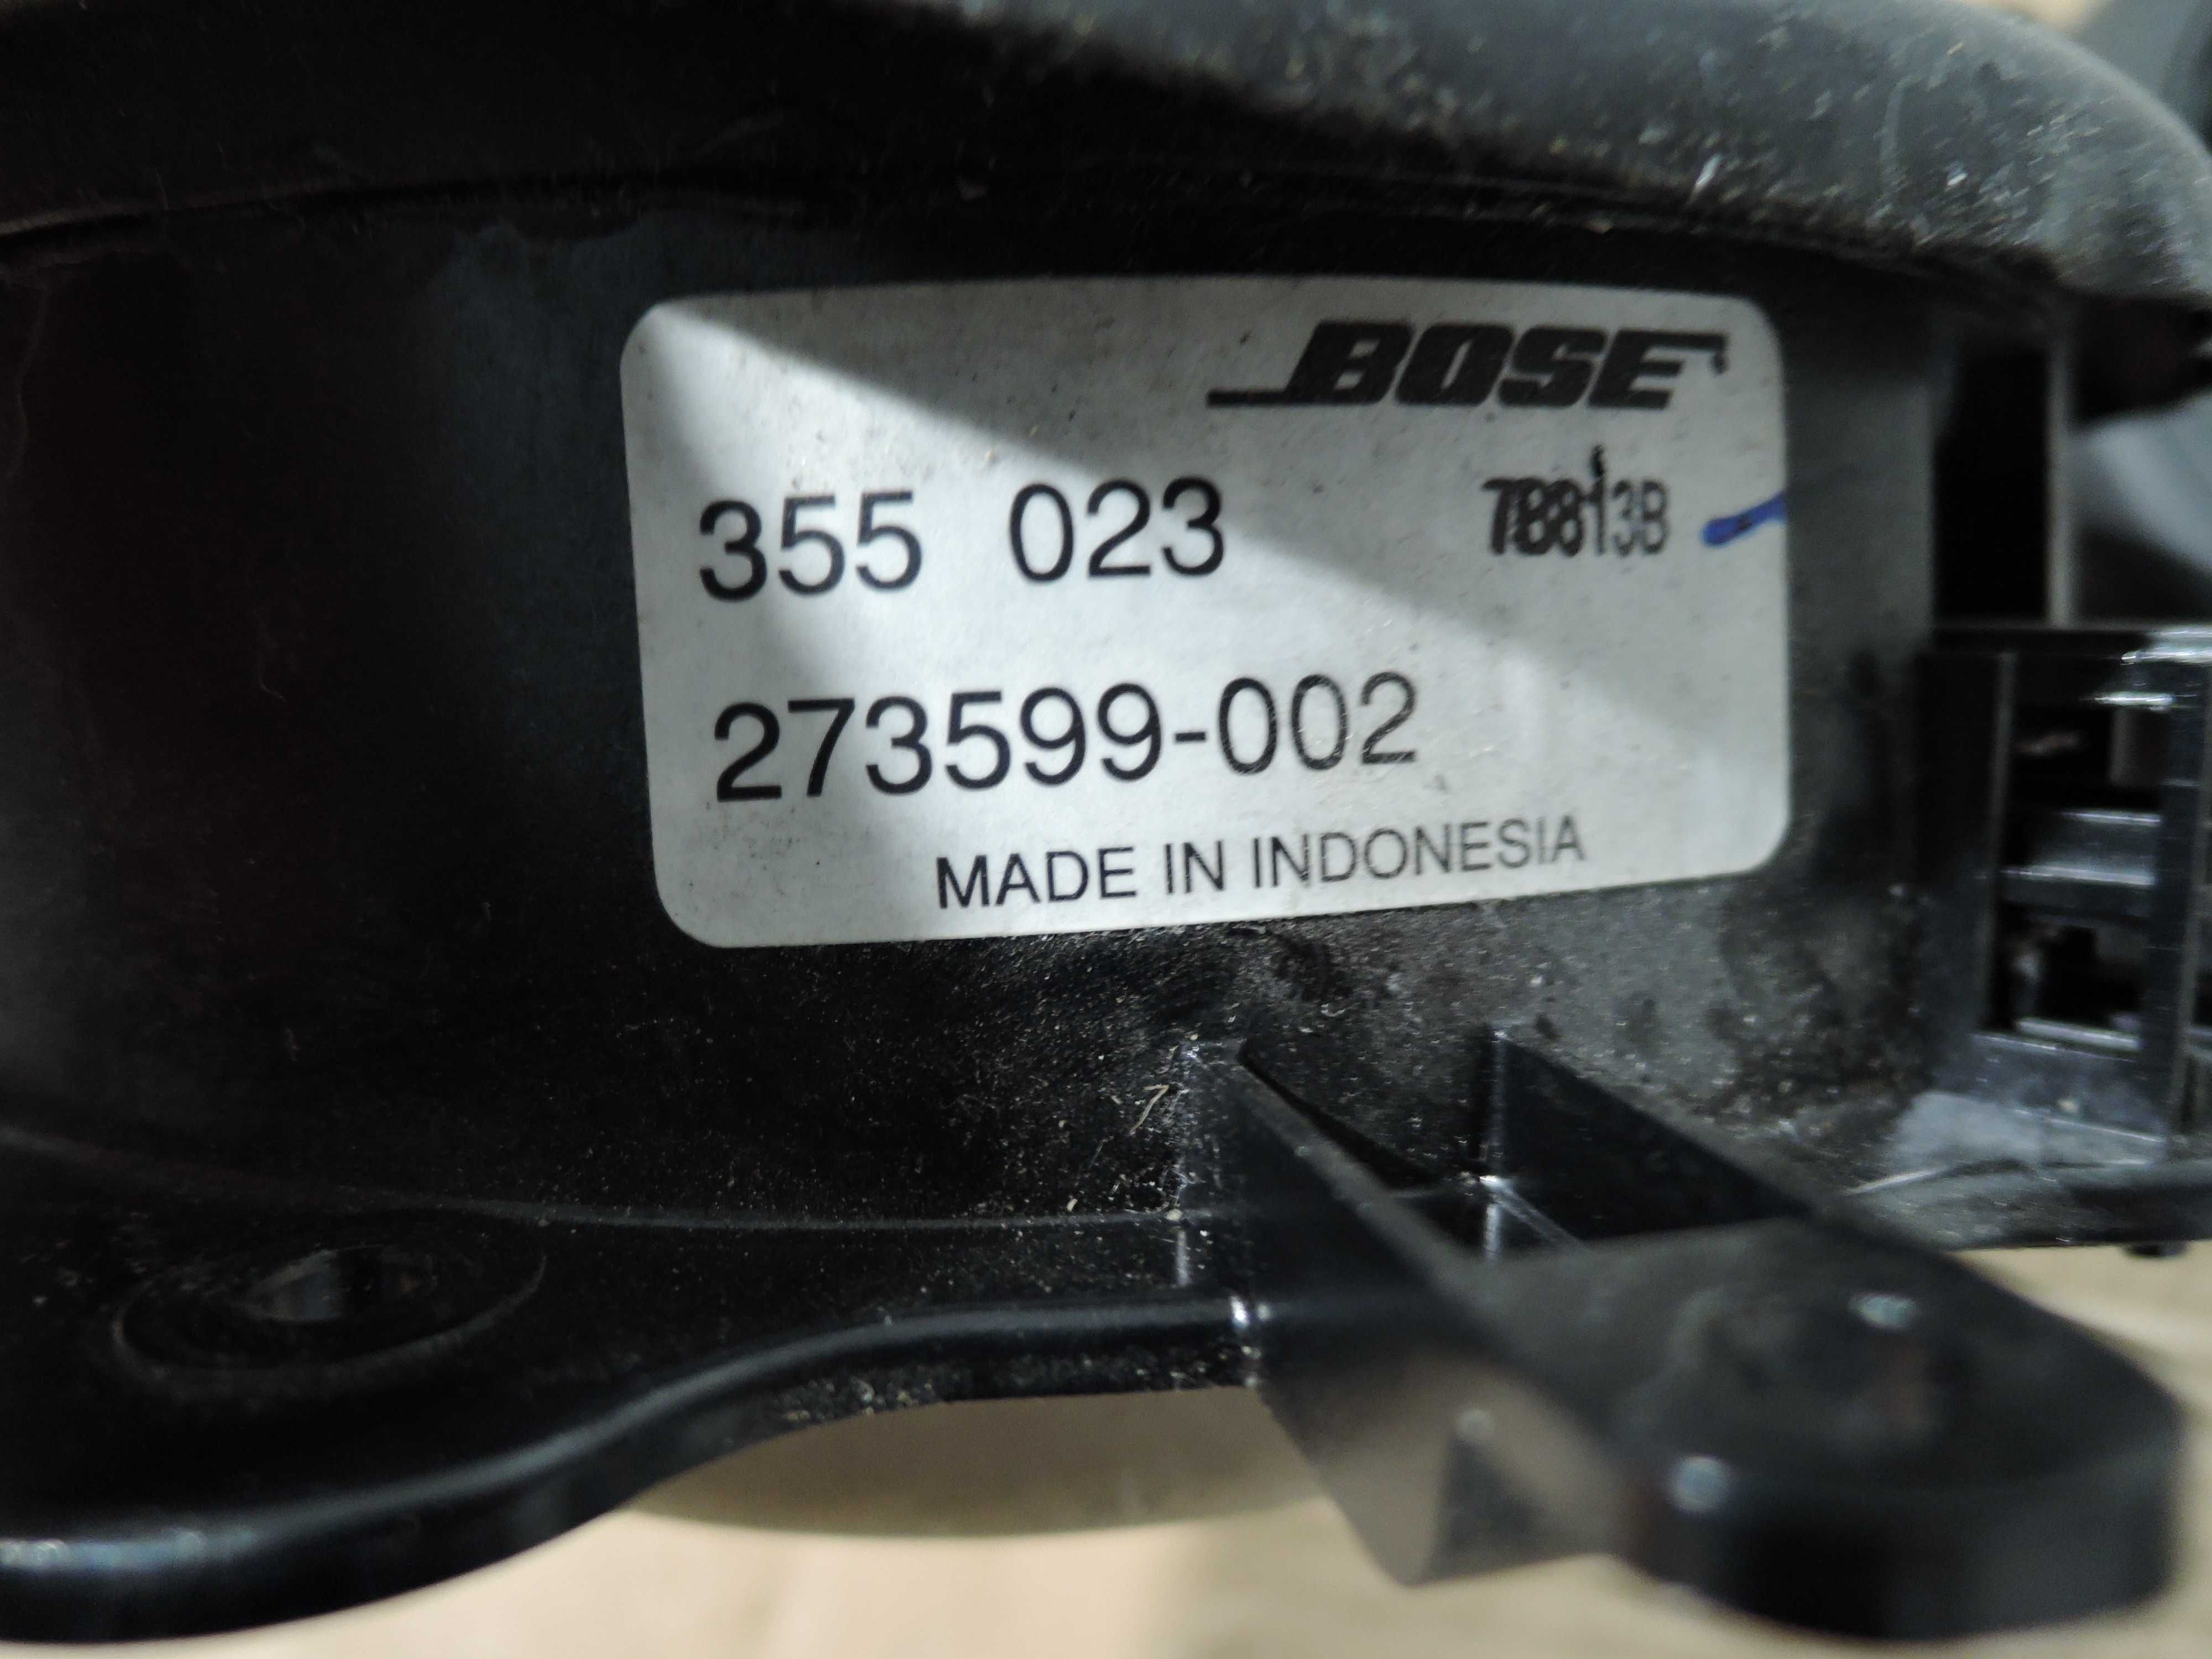 BOSE
355 023
273599-002
MADE IN INDONESIA